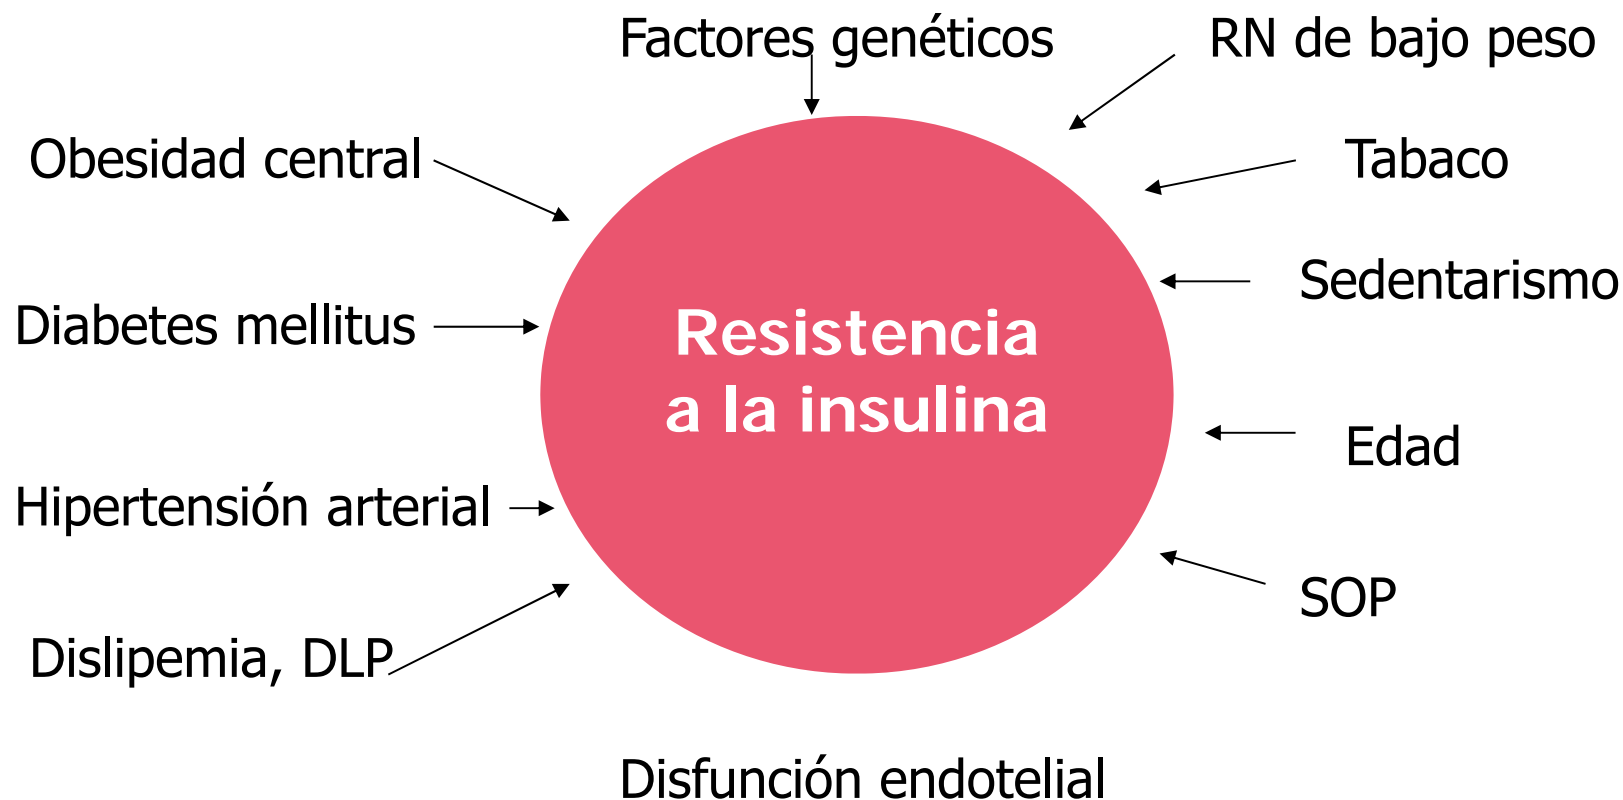 Factores genéticos
RN de bajo peso
Obesidad central
Tabaco
Sedentarismo
Diabetes mellitus
Resistencia
a la insulina
Edad
Hipertensión arterial
SOP
Dislipemia, DLP
Disfunción endotelial